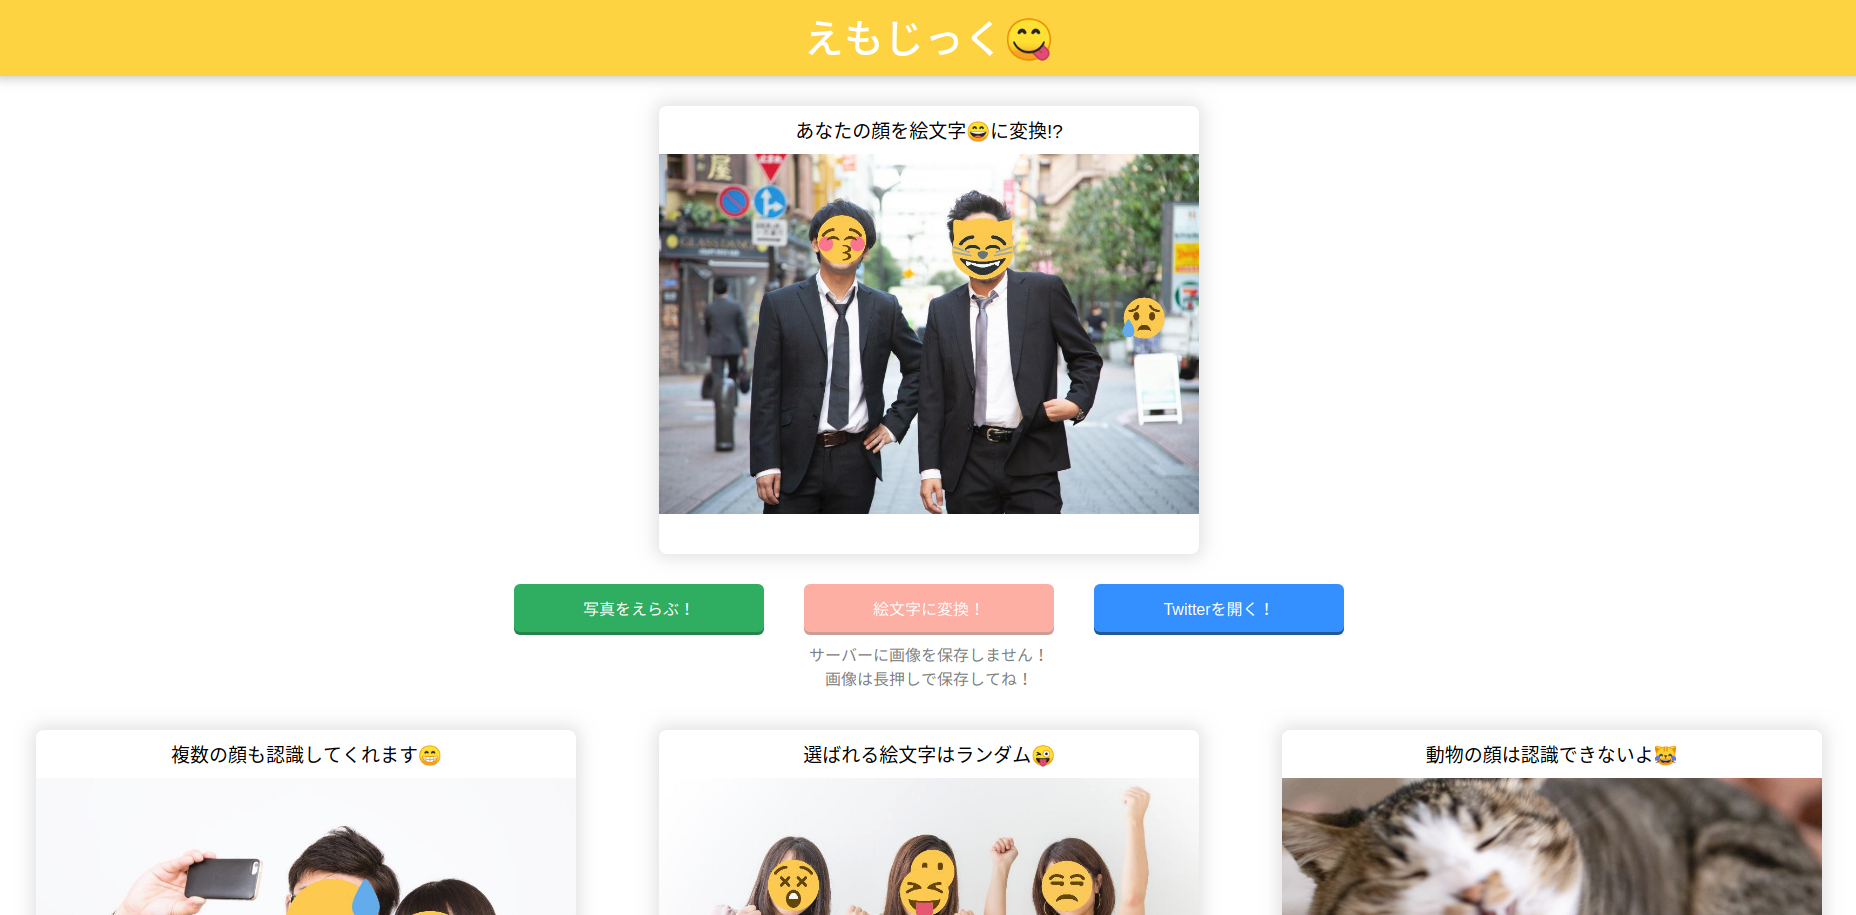 えもじっく😋
あなたの顔を絵文字😄に変換!?
屋
写真をえらぶ！
絵文字に変換！
Twitterを開く！
サーバーに画像を保存しません！
画像は長押しで保存してね！
複数の顔も認識してくれます😁
選ばれる絵文字はランダム😜
動物の顔は認識できないよ😹